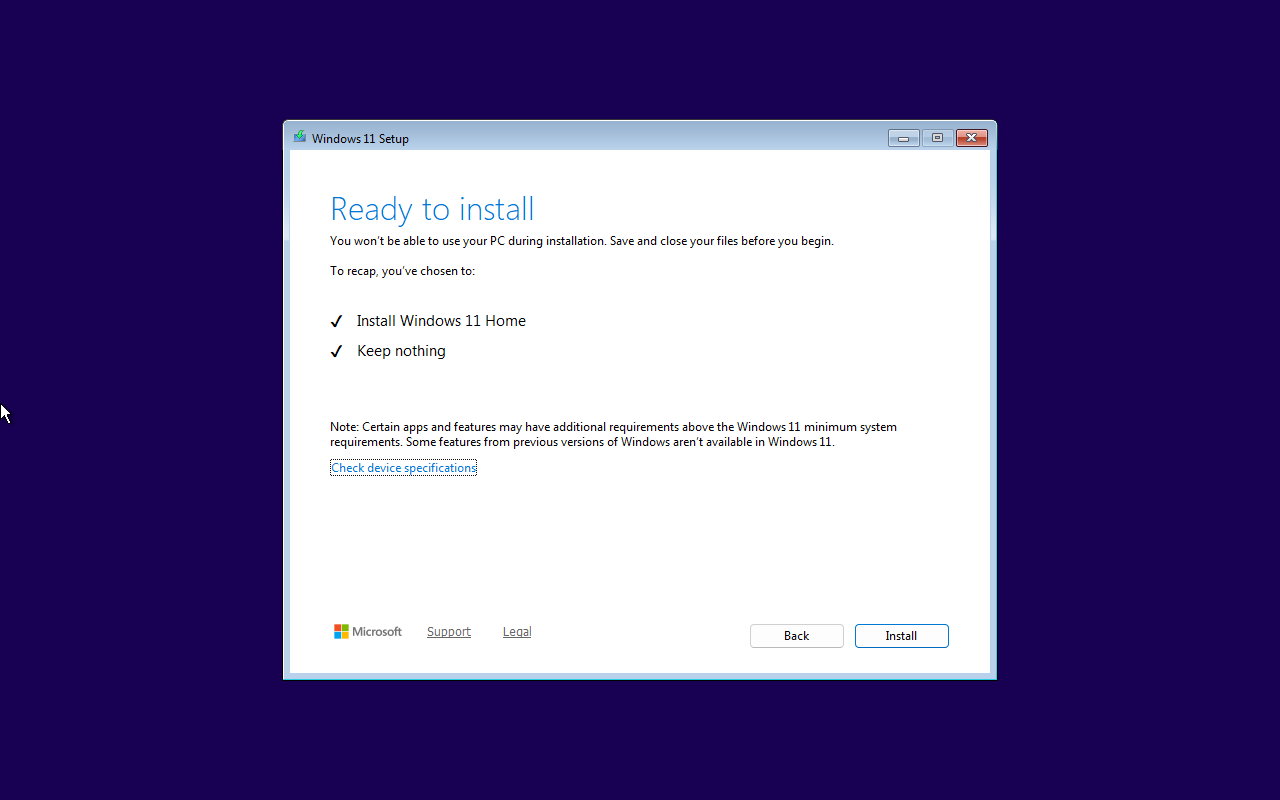 Windows 11 Setup
Ready to install
You won't be able to use your PC during installation. Save and close your files before you begin.
To recap, you've chosen to:
Install Windows 11 Home
Keep nothing
Note: Certain apps and features may have additional requirements above the Windows 11 minimum system
requirements. Some features from previous versions of Windows aren't available in Windows 11.
Check device specifications
Microsoft Support Legal Back Install